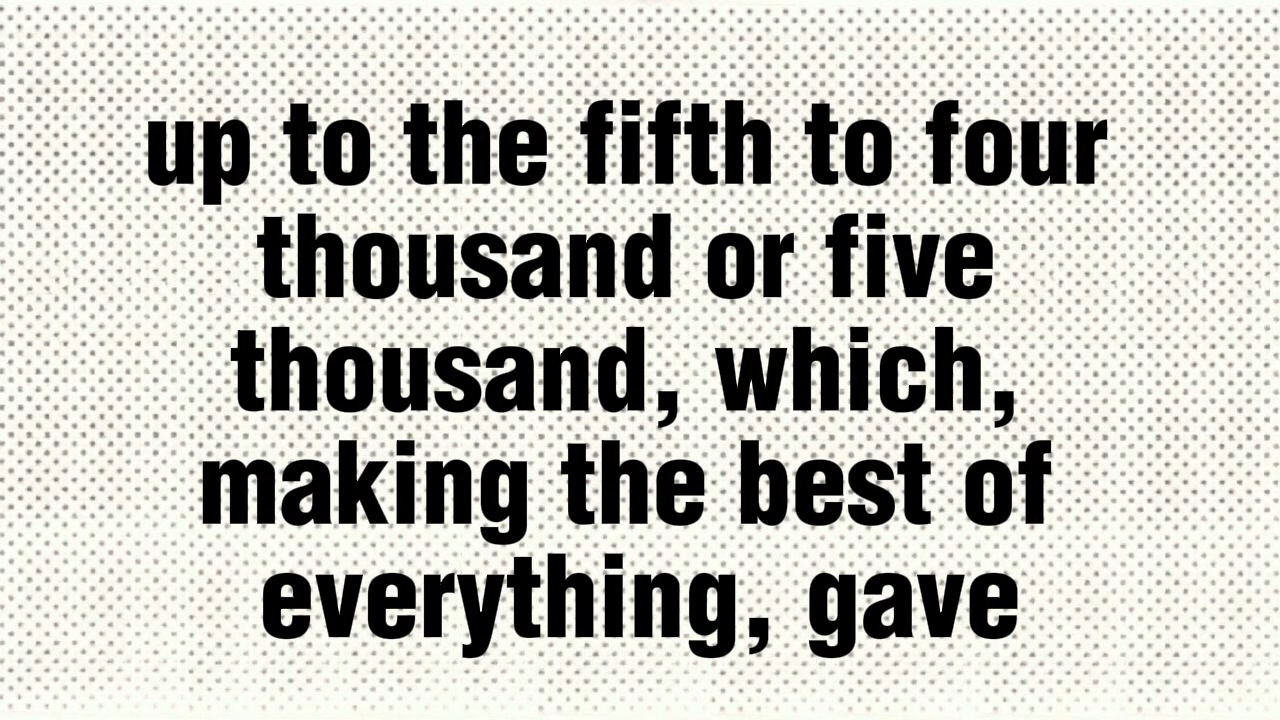 up to the fifth to four
thousand or five
thousand, which,
making the best of
everything, gave